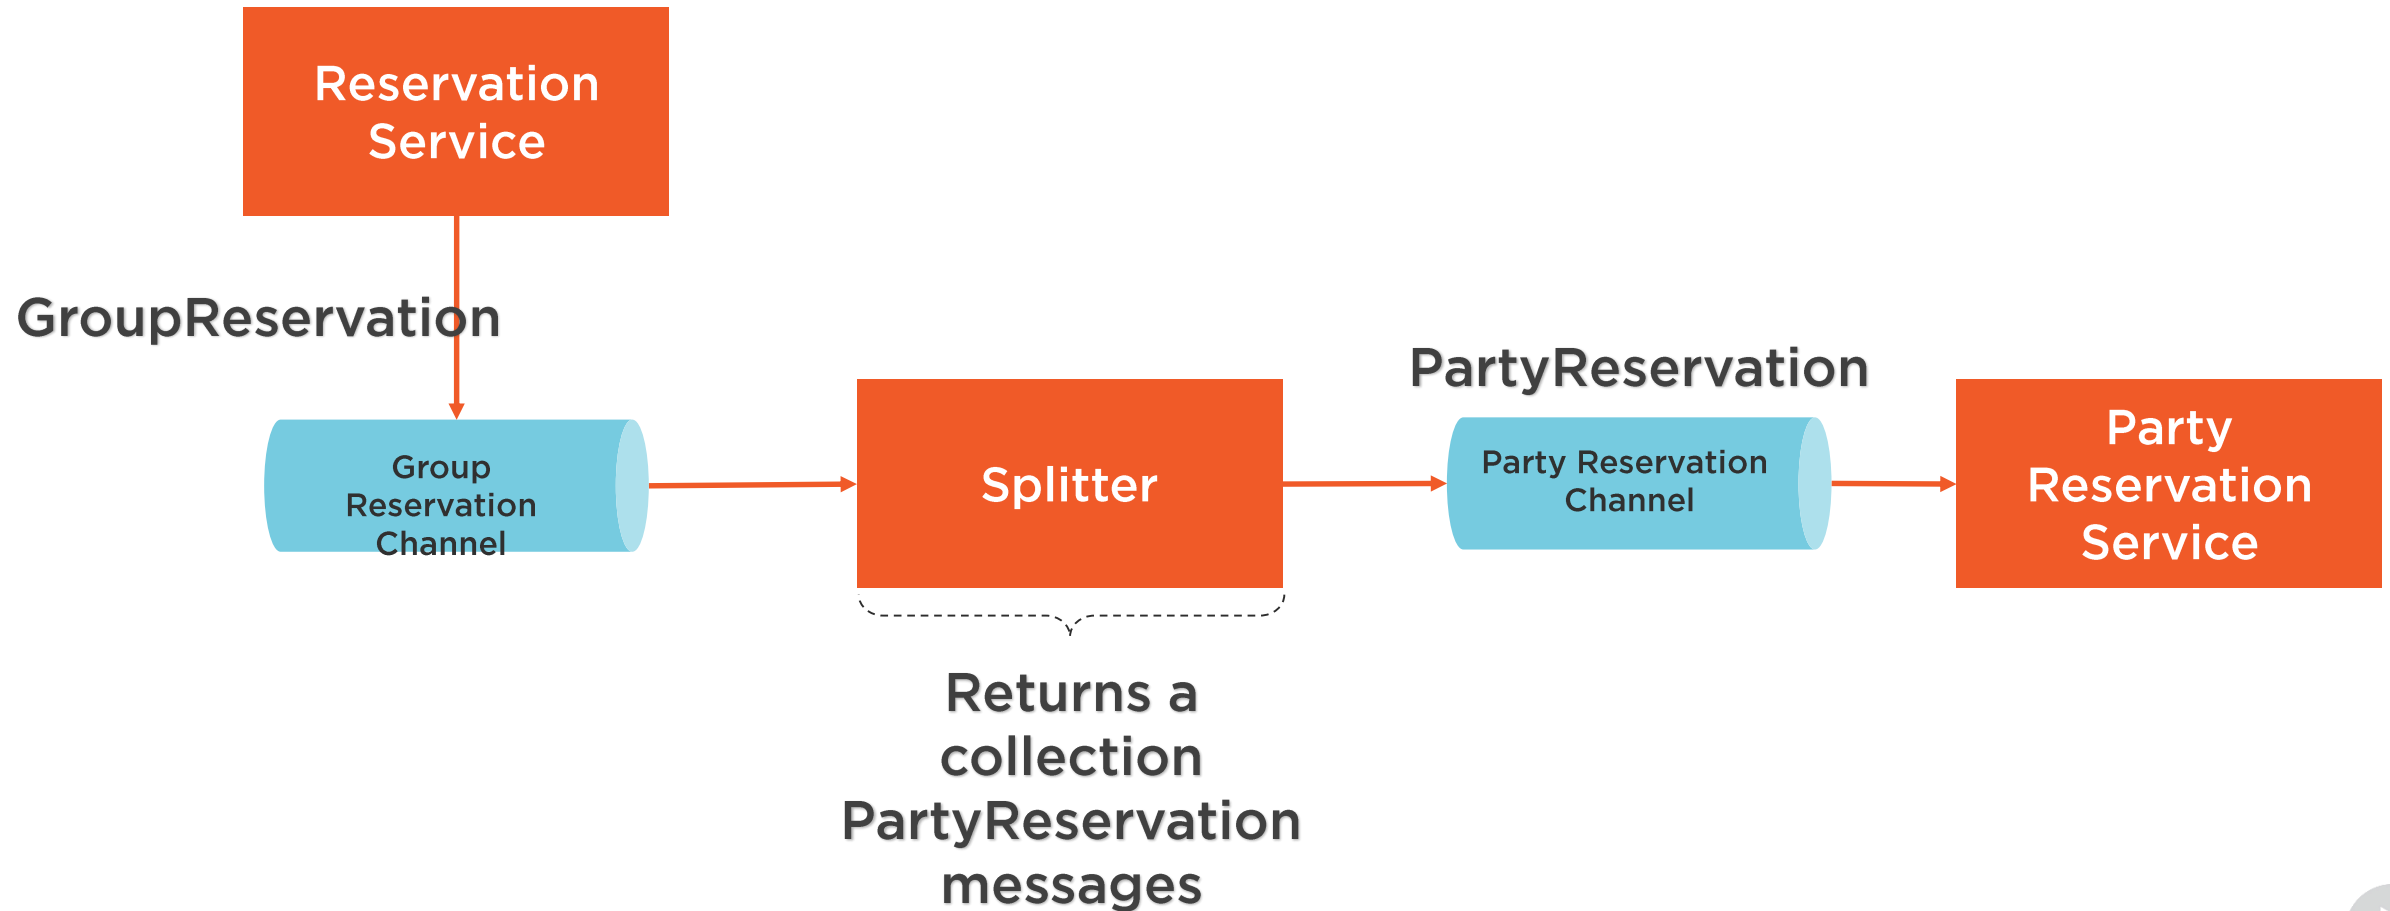 Reservation
Service
GroupReservation
Group
Reservation
Channel
Splitter
Returns a
collection
PartyReservation
messages
PartyReservation
Party Reservation
Channel
Party
Reservation
Service